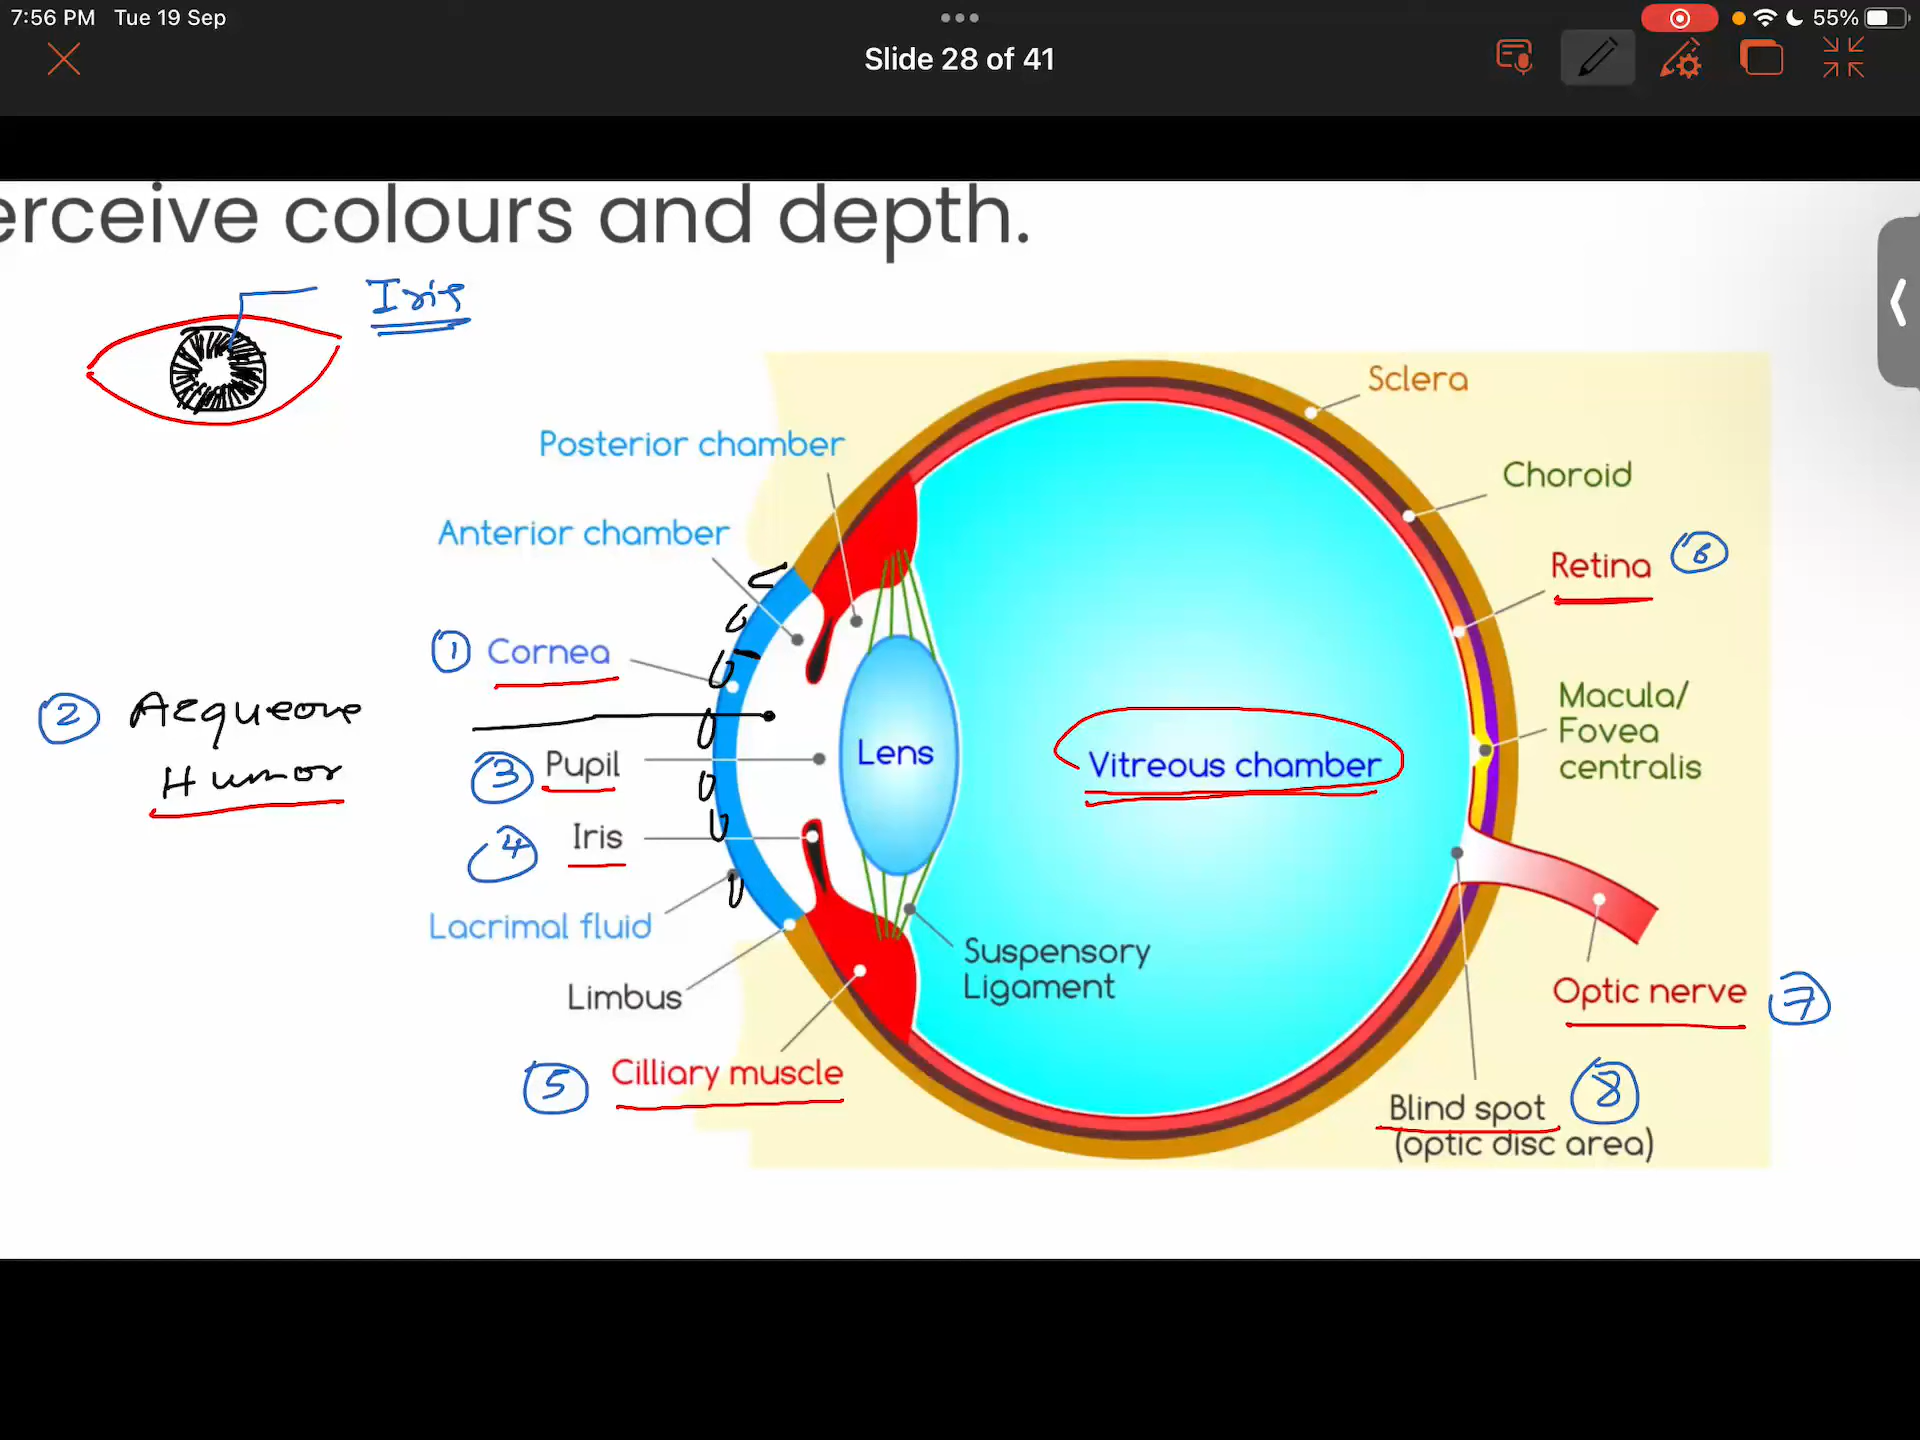 7:56 PM Tue 19 Sep
55%
Slide 28 of 41
erceive colours and depth.
Iris
Sclera
Posterior chamber
Choroid
Anterior chamber
Retina 6
1 Cornea
2 Aequeone
Humor
Macula/
Fovea
centralis
3 Pupil
Lens
Vitreous chamber
4 Iris
Lacrimal fluid
Suspensory
Ligament
Limbus
Optic nerve 7
5 Cilliary muscle
Blind spot 8
(optic disc area)